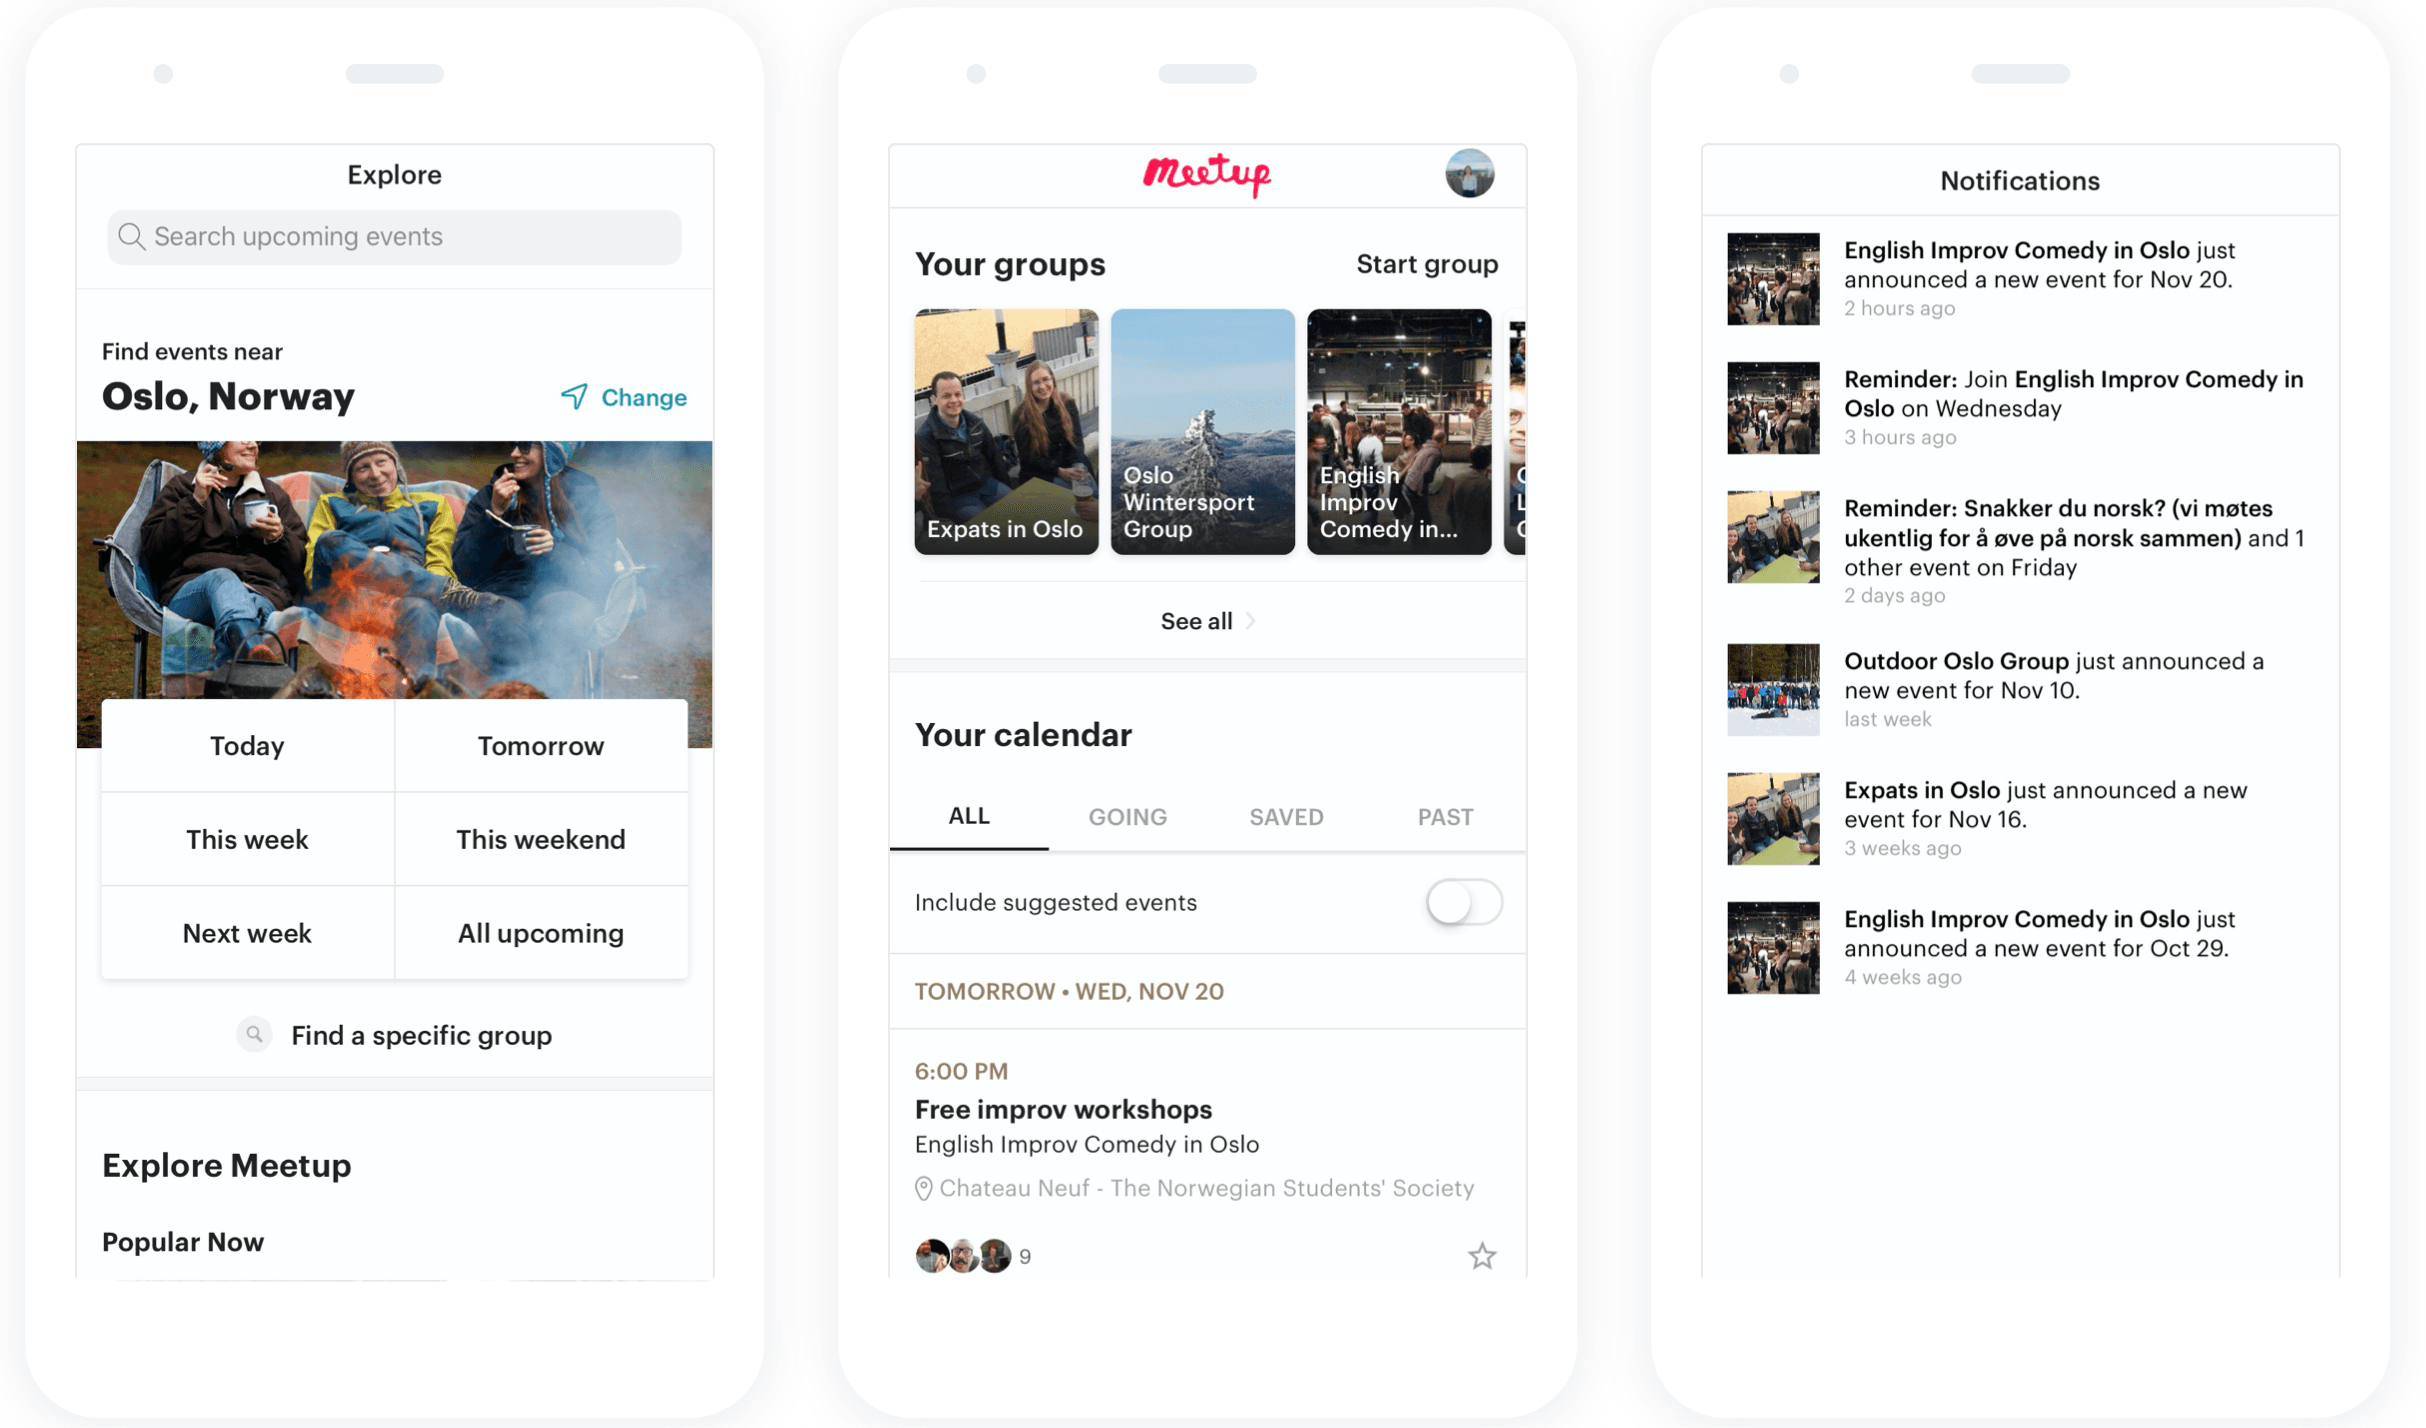 Explore
Search upcoming events
Find events near
Oslo, Norway
Change
Today
Tomorrow
This week
This weekend
Next week
All upcoming
Find a specific group
Explore Meetup
Popular Now
meetup
Your groups
Start group
Expats in Oslo
Oslo
Wintersport
Group
English
Improv
Comedy in...
See all
Your calendar
ALL
GOING
SAVED
PAST
Include suggested events
TOMORROW • WED, NOV 20
6:00 PM
Free improv workshops
English Improv Comedy in Oslo
Chateau Neuf - The Norwegian Students' Society
9
Notifications
English Improv Comedy in Oslo just
announced a new event for Nov 20.
2 hours ago
Reminder: Join English Improv Comedy in
Oslo on Wednesday
3 hours ago
Reminder: Snakker du norsk? (vi møtes
ukentlig for å øve på norsk sammen) and 1
other event on Friday
2 days ago
Outdoor Oslo Group just announced a
new event for Nov 10.
last week
Expats in Oslo just announced a new
event for Nov 16.
3 weeks ago
English Improv Comedy in Oslo just
announced a new event for Oct 29.
4 weeks ago